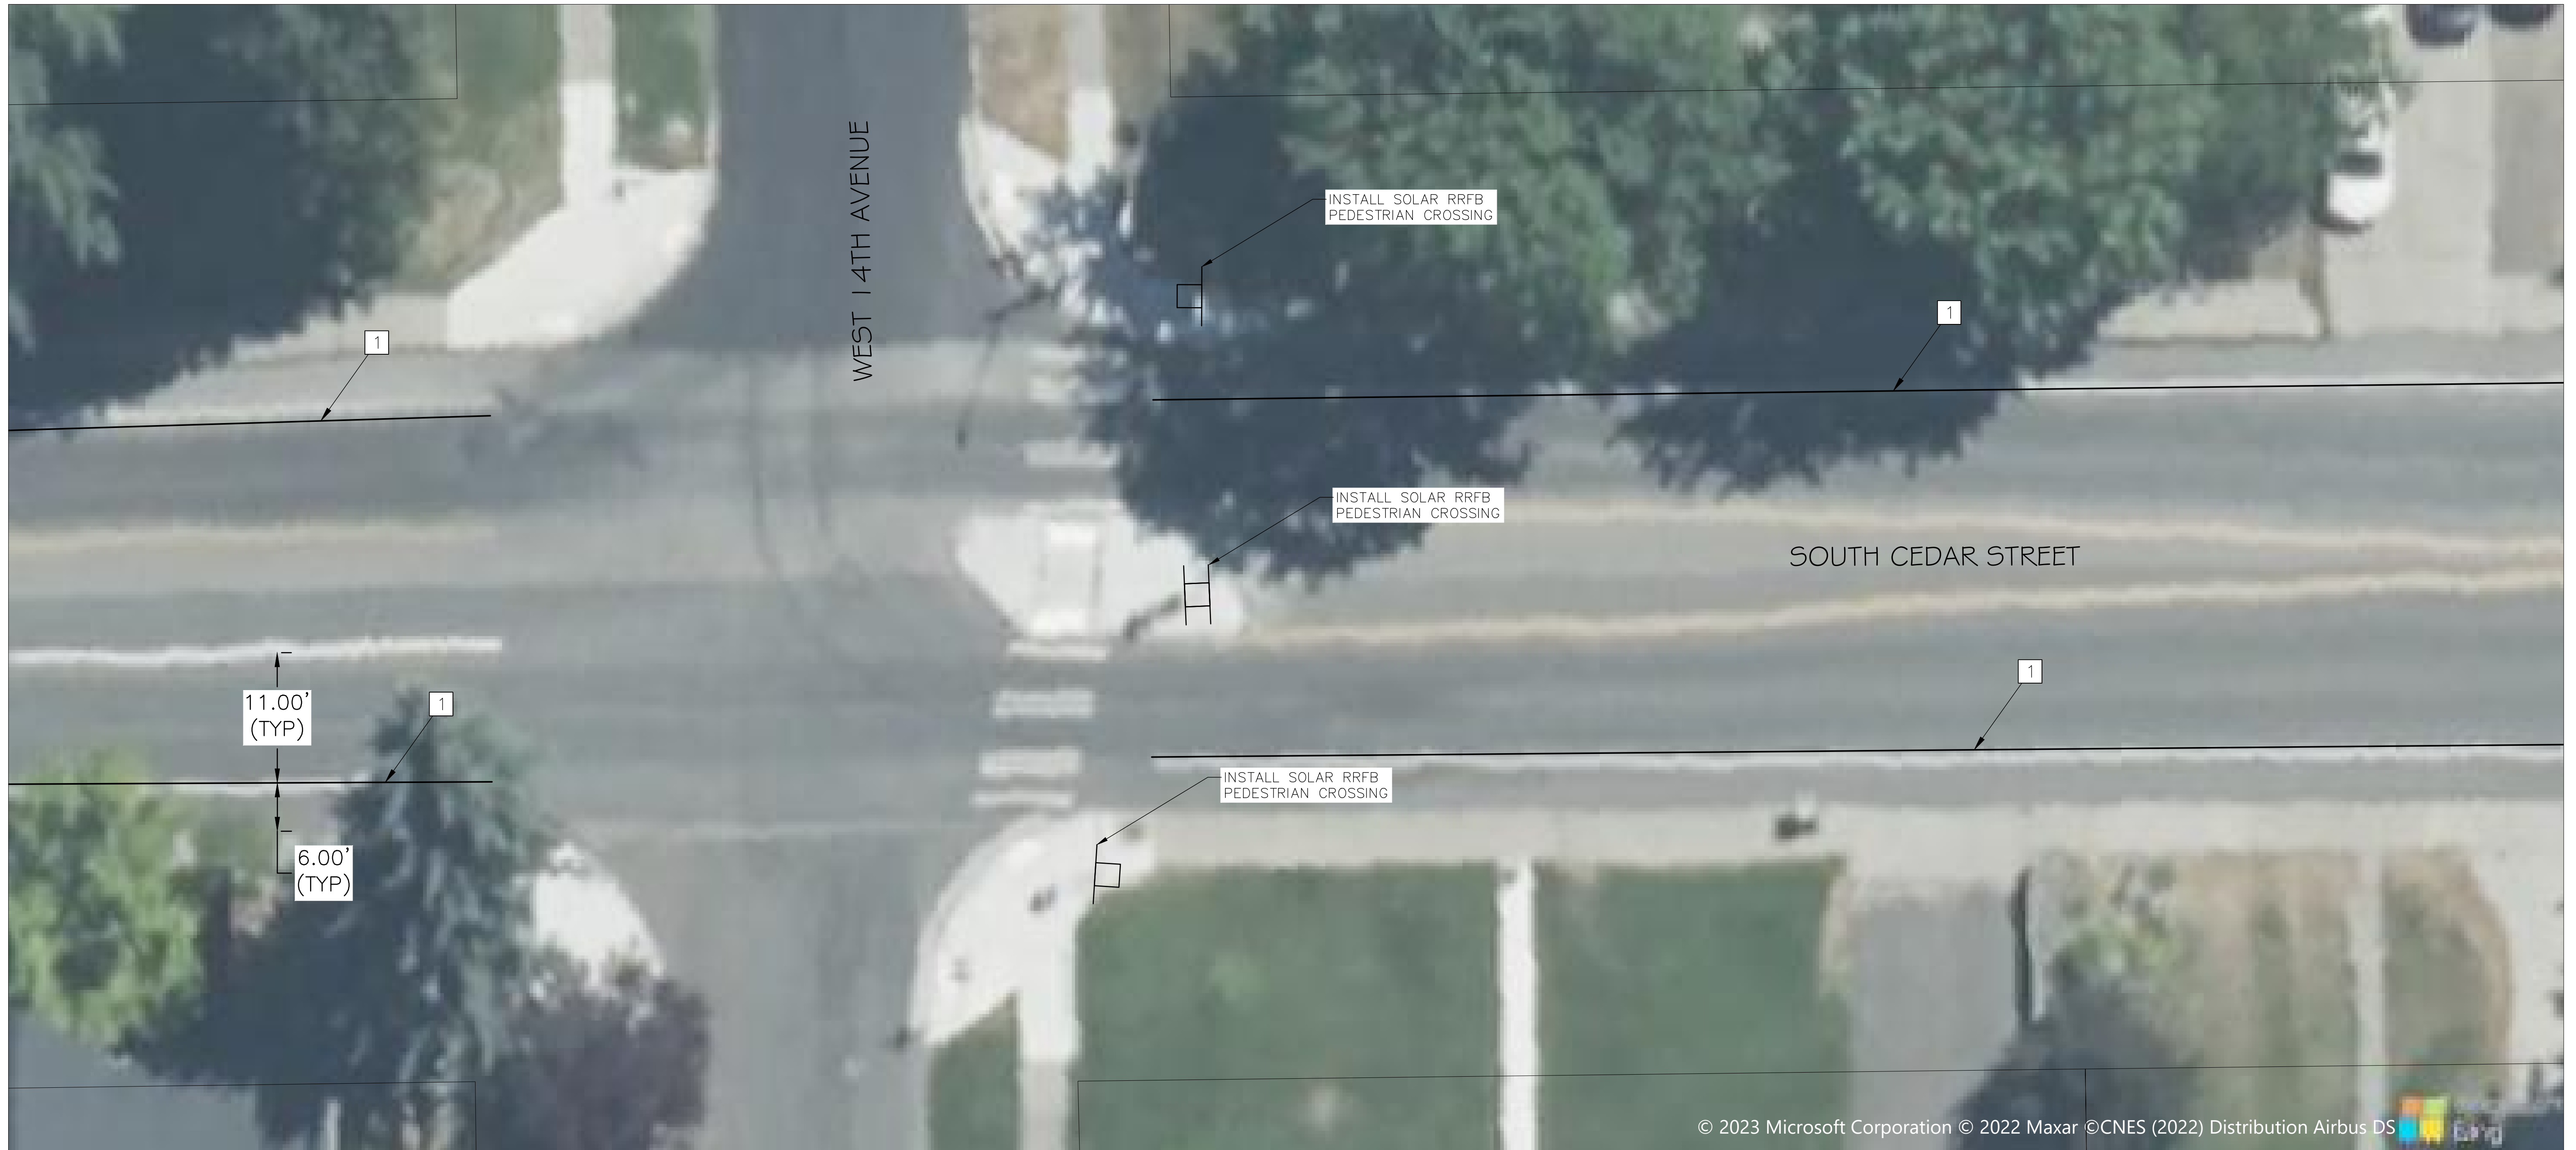 WEST 14TH AVENUE
INSTALL SOLAR RRFB
PEDESTRIAN CROSSING
1
1
INSTALL SOLAR RRFB
PEDESTRIAN CROSSING
SOUTH CEDAR STREET
1
1
11.00'
(TYP)
INSTALL SOLAR RRFB
PEDESTRIAN CROSSING
6.00'
(TYP)
© 2023 Microsoft Corporation © 2022 Maxar ©CNES (2022) Distribution Airbus DS